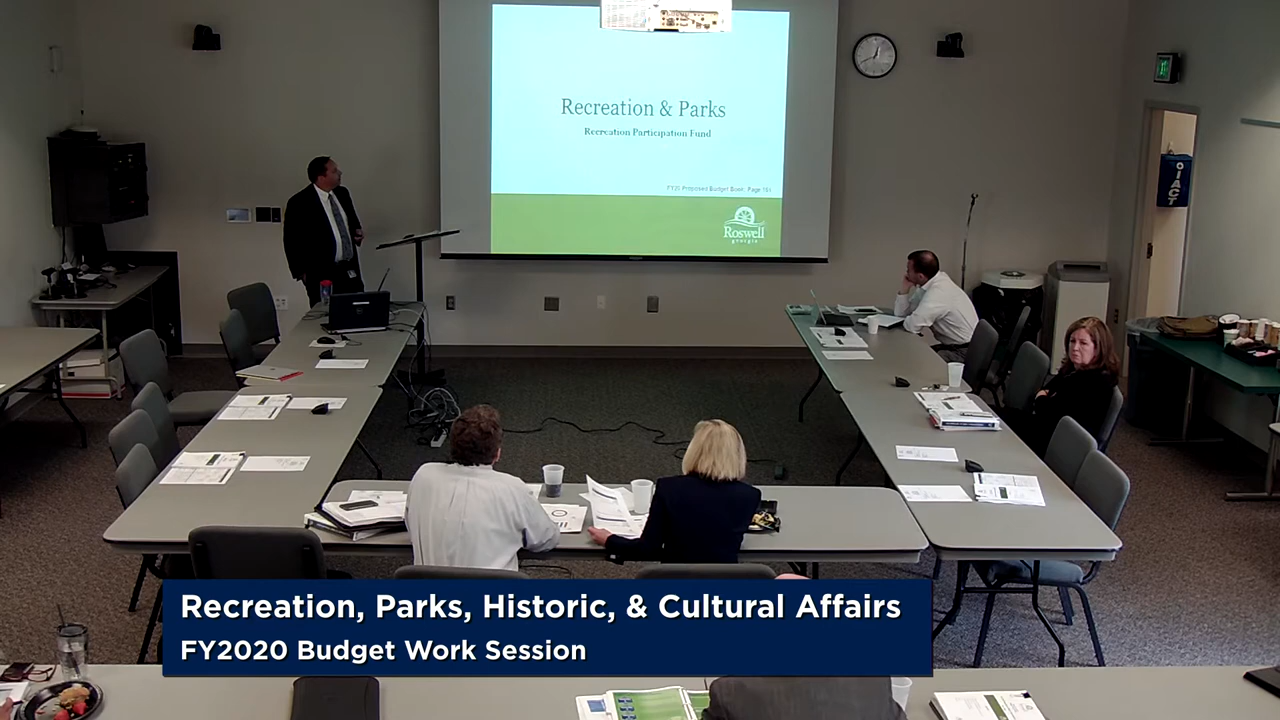 Recreation & Parks
Recreation Participation Fund
FY20 Proposed Budget Book, Page
Roswell
georgia
Recreation, Parks, Historic, & Cultural Affairs
FY2020 Budget Work Session